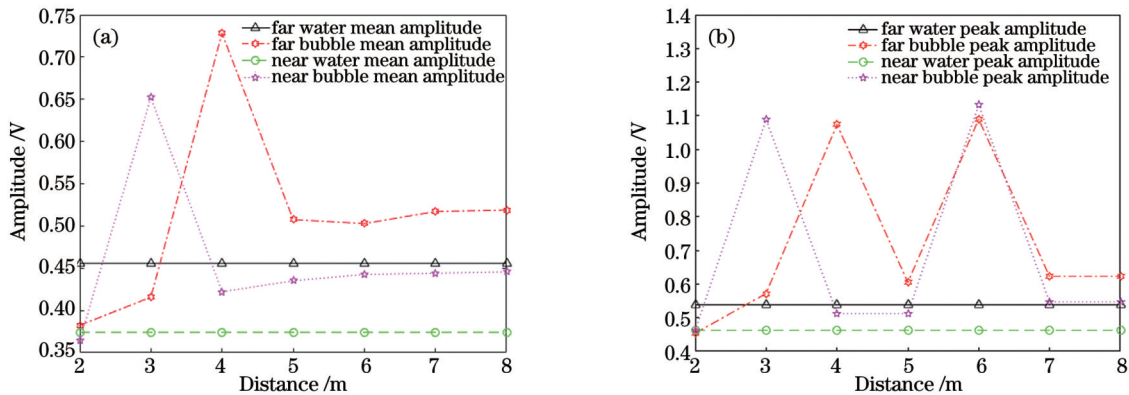 (a)
far water mean amplitude
far bubble mean amplitude
near water mean amplitude
near bubble mean amplitude
0.75
0.70
0.65
0.60
0.55
0.50
0.45
0.40
0.35
Amplitude /V
2 3 4 5 6 7 8
Distance /m
(b)
far water peak amplitude
far bubble peak amplitude
near water peak amplitude
near bubble peak amplitude
1.4
1.3
1.2
1.1
1.0
0.9
0.8
0.7
0.6
0.5
0.4
Amplitude /V
2 3 4 5 6 7 8
Distance /m